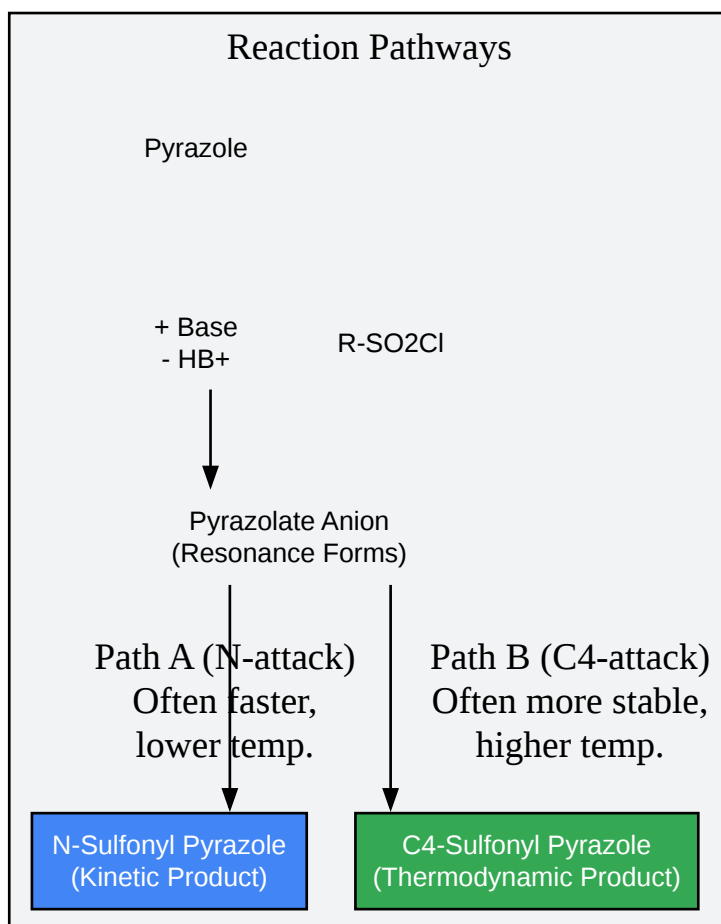 Reaction Pathways
Pyrazole
+ Base
- HB+
R-SO2Cl
Pyrazolate Anion
(Resonance Forms)
Path A (N-attack)
Often faster,
lower temp.
Path B (C4-attack)
Often more stable,
higher temp.
N-Sulfonyl Pyrazole
(Kinetic Product)
C4-Sulfonyl Pyrazole
(Thermodynamic Product)